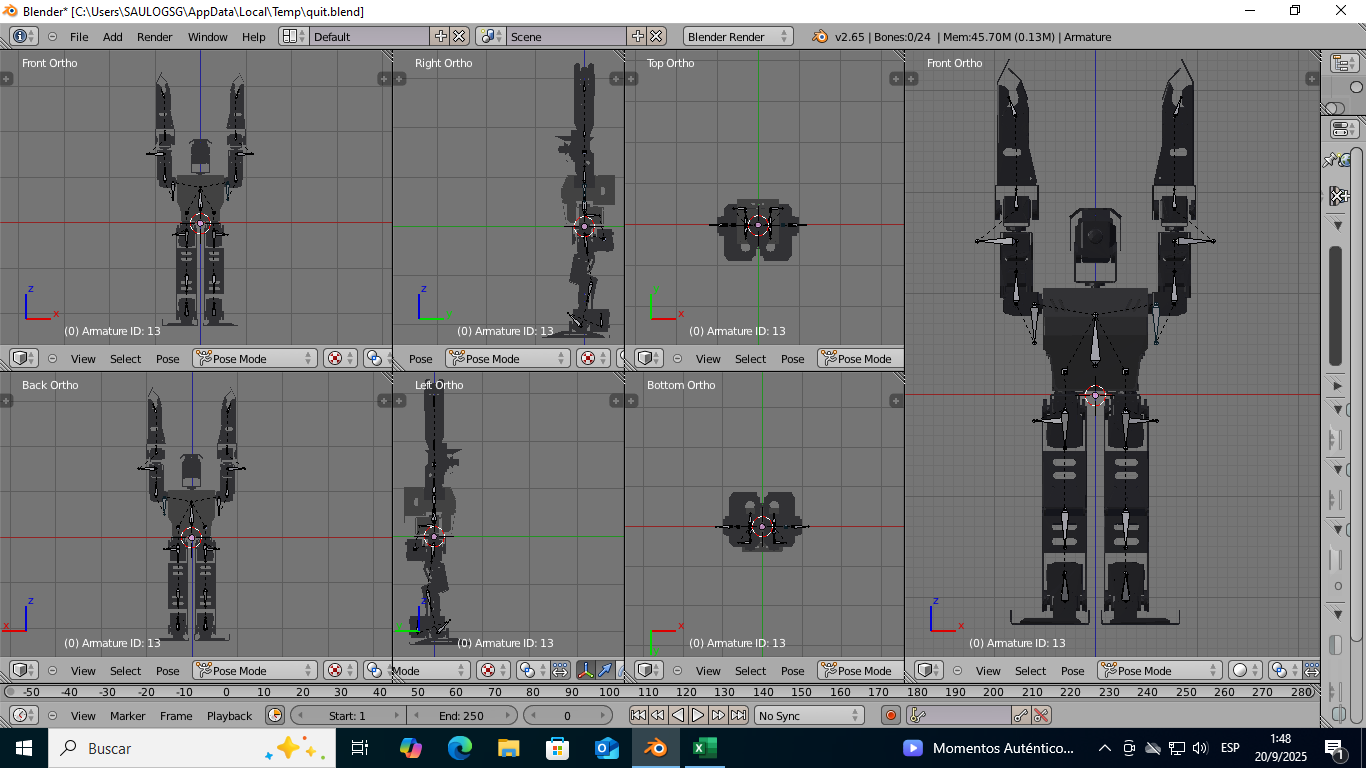 Blender* [C:\Users\SAULOGSG\AppData\Local\Temp\quit.blend]
File Add Render Window Help Default Scene Blender Render v2.65 | Bones:0/24 | Mem:45.70M (0.13M) | Armature
Front Ortho
Right Ortho
Top Ortho
Front Ortho
z
x
(0) Armature ID: 13
z
y
(0) Armature ID: 13
y
x
(0) Armature ID: 13
View Select Pose Pose Mode
Pose Pose Mode
View Select Pose Pose Mode
Back Ortho
Left Ortho
Bottom Ortho
z
x
(0) Armature ID: 13
z
y
(0) Armature ID: 13
x
y
(0) Armature ID: 13
z
x
(0) Armature ID: 13
View Select Pose Pose Mode
Mode
View Select Pose Pose Mode
View Select Pose Pose Mode
-50 -40 -30 -20 -10 0 10 20 30 40 50 60 70 80 90 100 110 120 130 140 150 160 170 180 190 200 210 220 230 240 250 260 270 280
View Marker Frame Playback Start: 1 End: 250 0 No Sync
Buscar
Momentos Auténtico...
ESP
1:48
20/9/2025
1